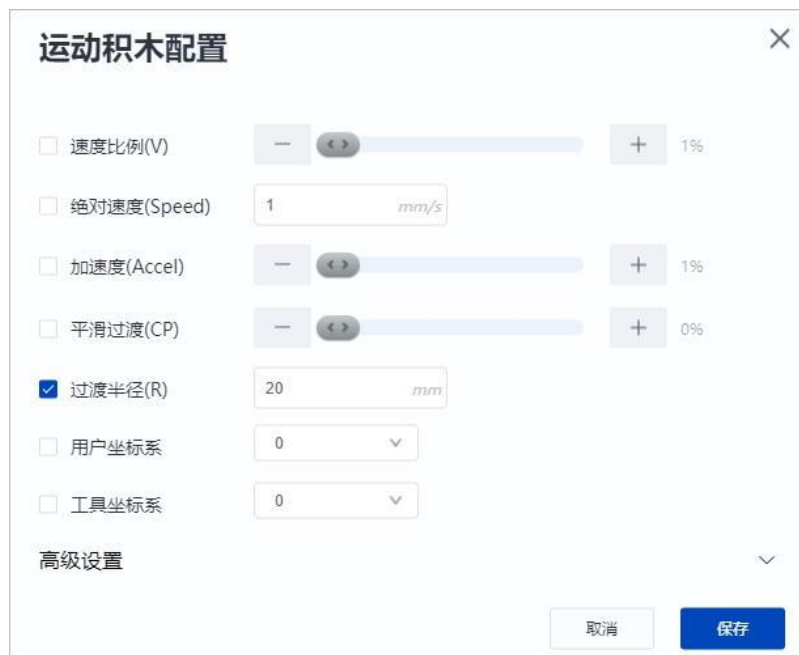 运动积木配置
速度比例(V) 1%
绝对速度(Speed) 1 mm/s
加速度(Accel) 1%
平滑过渡(CP) 0%
过渡半径(R) 20 mm
用户坐标系 0
工具坐标系 0
高级设置
取消 保存